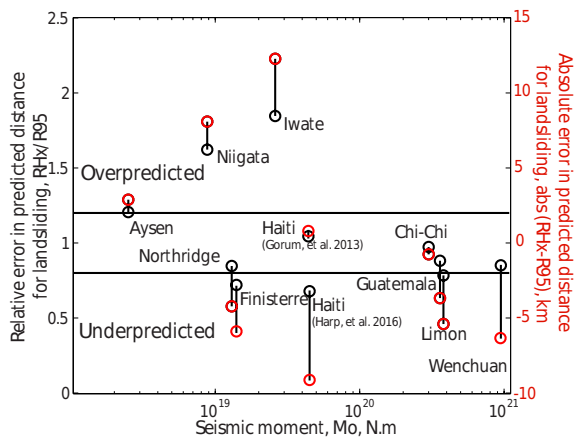 Relative error in predicted distance
for landsliding, RHx/R95
2.5
2
1.5
1
0.5
0
15
10
5
0
-5
-10
Absolute error in predicted distance
for landsliding, abs (RHx-R95), km
Iwate
Niigata
Overpredicted
Aysen
Haiti
(Gorum, et al. 2013)
Chi-Chi
Northridge
Finisterre
Haiti
(Harp, et al. 2016)
Guatemala
Underpredicted
Limon
Wenchuan
10^19
10^20
10^21
Seismic moment, Mo, N.m